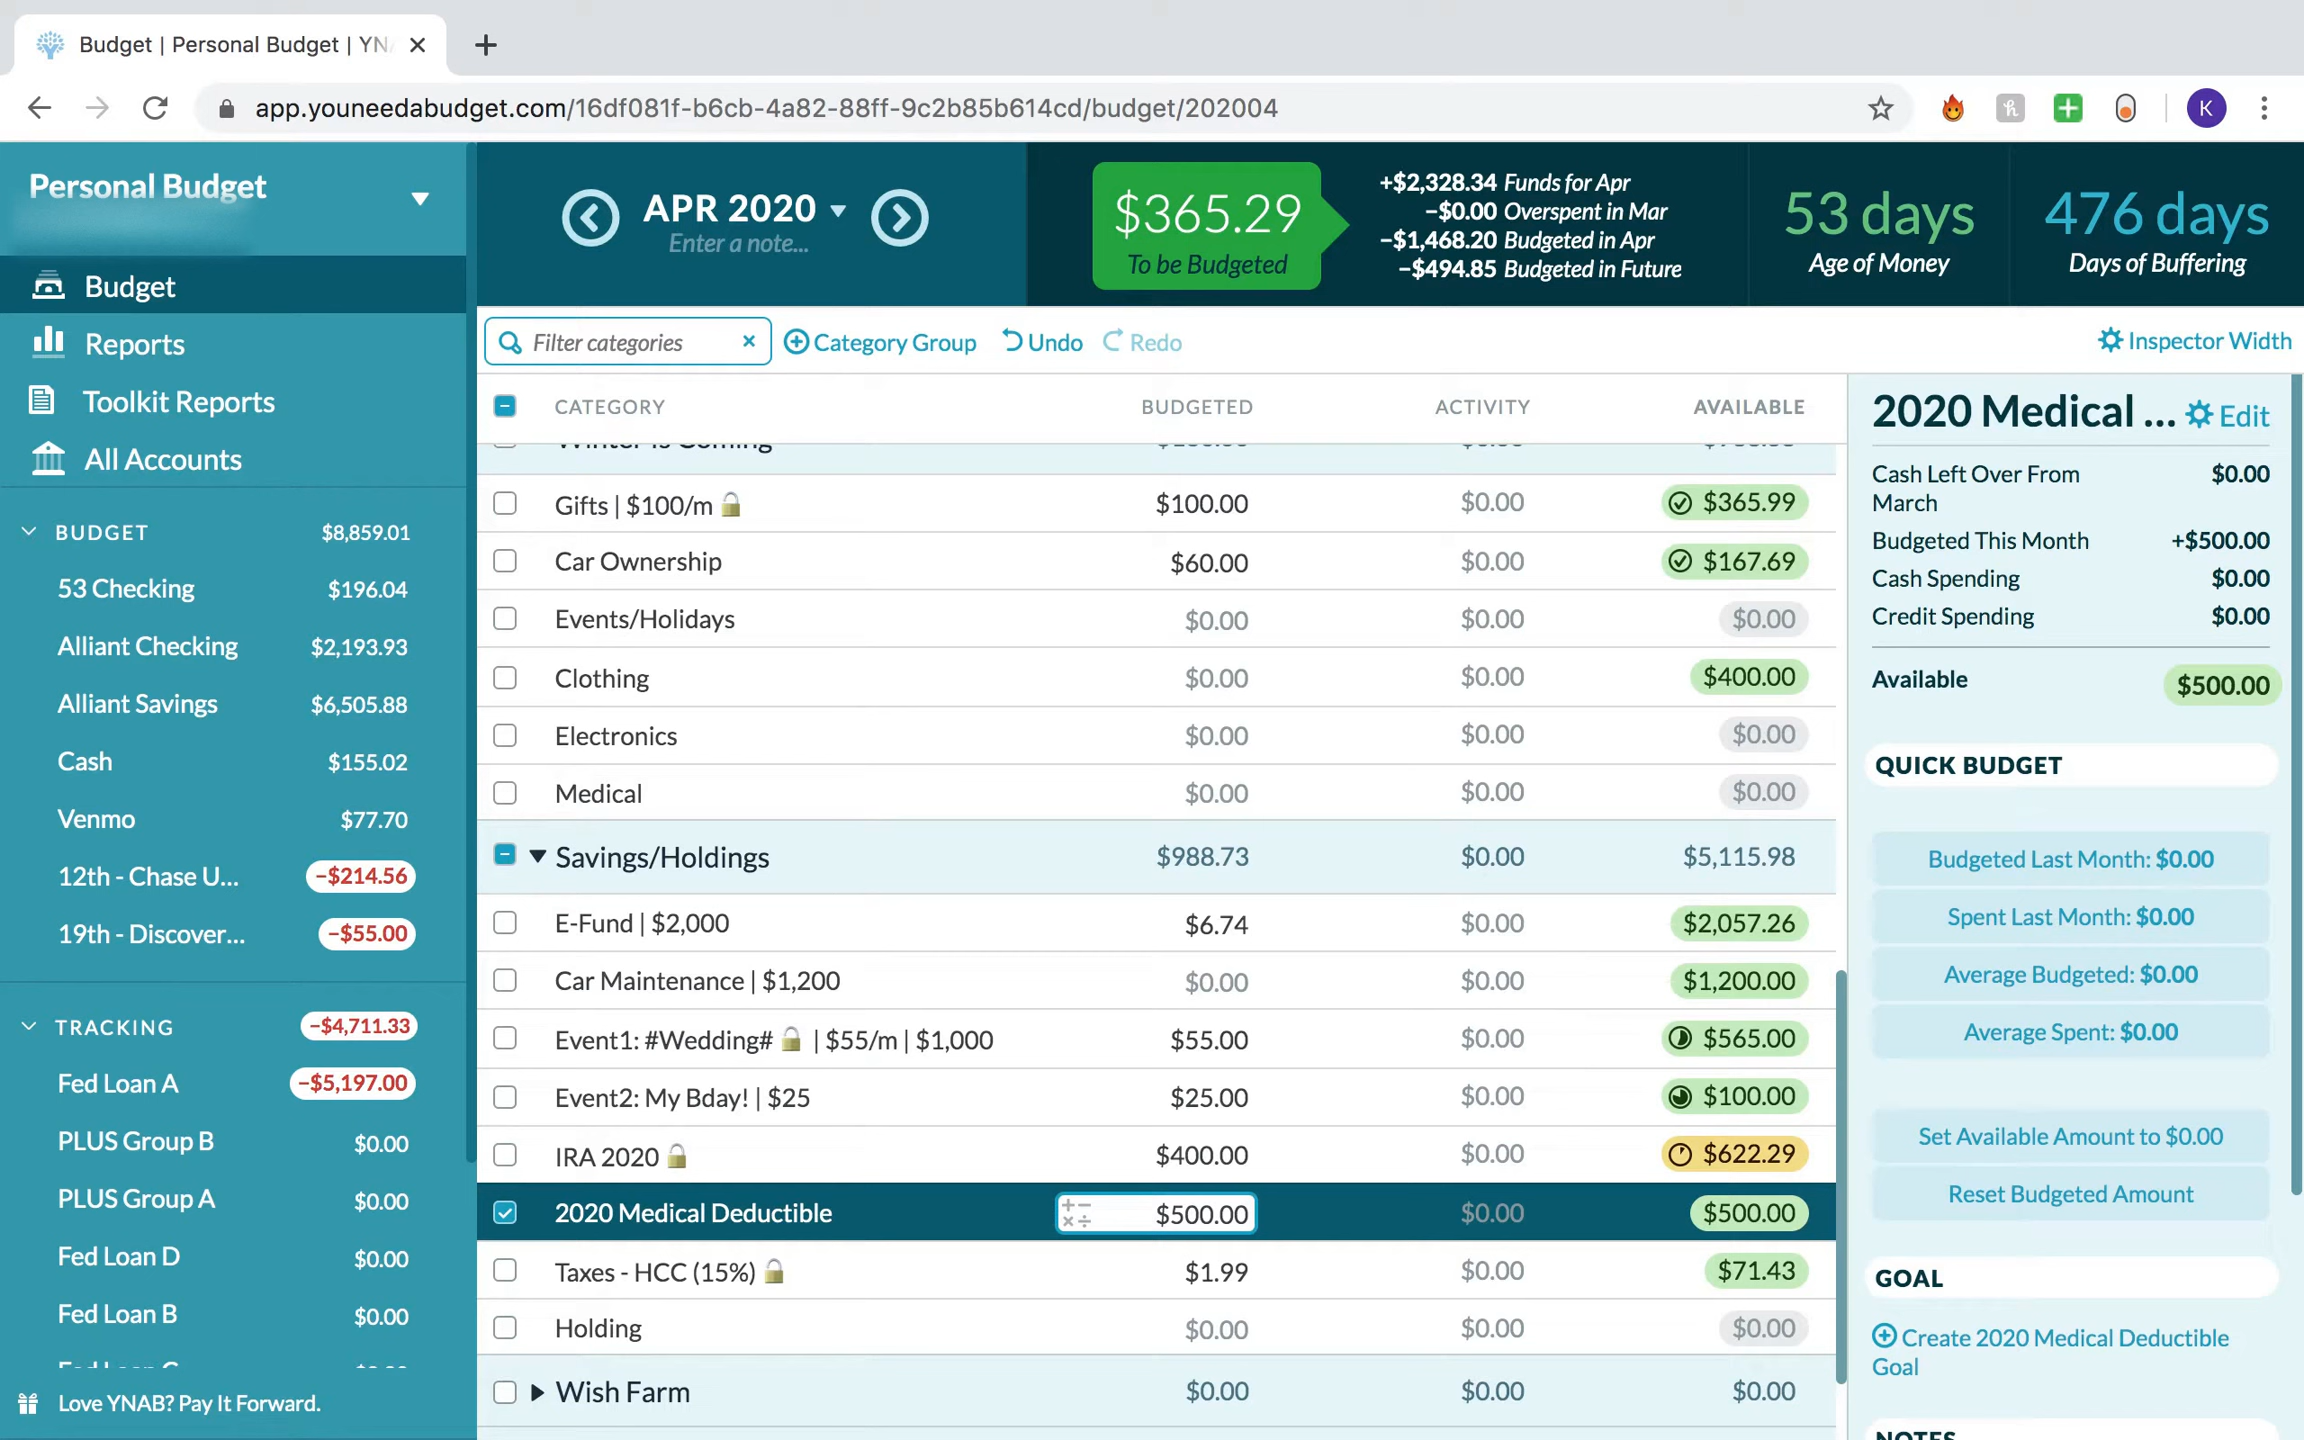 Budget | Personal Budget | YN
app.youneedabudget.com/16df081f-b6cb-4a82-88ff-9c2b85b614cd/budget/202004
K
Personal Budget
Budget
Reports
Toolkit Reports
All Accounts
BUDGET $8,859.01
53 Checking $196.04
Alliant Checking $2,193.93
Alliant Savings $6,505.88
Cash $155.02
Venmo $77.70
12th - Chase U... −$214.56
19th - Discover... −$55.00
TRACKING −$4,711.33
Fed Loan A −$5,197.00
PLUS Group B $0.00
PLUS Group A $0.00
Fed Loan D $0.00
Fed Loan B $0.00
Love YNAB? Pay It Forward.
APR 2020
Enter a note...
$365.29
To be Budgeted
+$2,328.34 Funds for Apr
−$0.00 Overspent in Mar
−$1,468.20 Budgeted in Apr
−$494.85 Budgeted in Future
53 days
Age of Money
476 days
Days of Buffering
Filter categories
Category Group Undo Redo
Inspector Width
CATEGORY BUDGETED ACTIVITY AVAILABLE
Winter is Coming
Gifts | $100/m $100.00 $0.00 $365.99
Car Ownership $60.00 $0.00 $167.69
Events/Holidays $0.00 $0.00 $0.00
Clothing $0.00 $0.00 $400.00
Electronics $0.00 $0.00 $0.00
Medical $0.00 $0.00 $0.00
Savings/Holdings $988.73 $0.00 $5,115.98
E-Fund | $2,000 $6.74 $0.00 $2,057.26
Car Maintenance | $1,200 $0.00 $0.00 $1,200.00
Event1: #Wedding# | $55/m | $1,000 $55.00 $0.00 $565.00
Event2: My Bday! | $25 $25.00 $0.00 $100.00
IRA 2020 $400.00 $0.00 $622.29
2020 Medical Deductible $500.00 $0.00 $500.00
Taxes - HCC (15%) $1.99 $0.00 $71.43
Holding $0.00 $0.00 $0.00
Wish Farm $0.00 $0.00 $0.00
2020 Medical ... Edit
Cash Left Over From $0.00
March
Budgeted This Month +$500.00
Cash Spending $0.00
Credit Spending $0.00
Available $500.00
QUICK BUDGET
Budgeted Last Month: $0.00
Spent Last Month: $0.00
Average Budgeted: $0.00
Average Spent: $0.00
Set Available Amount to $0.00
Reset Budgeted Amount
GOAL
Create 2020 Medical Deductible
Goal
NOTES